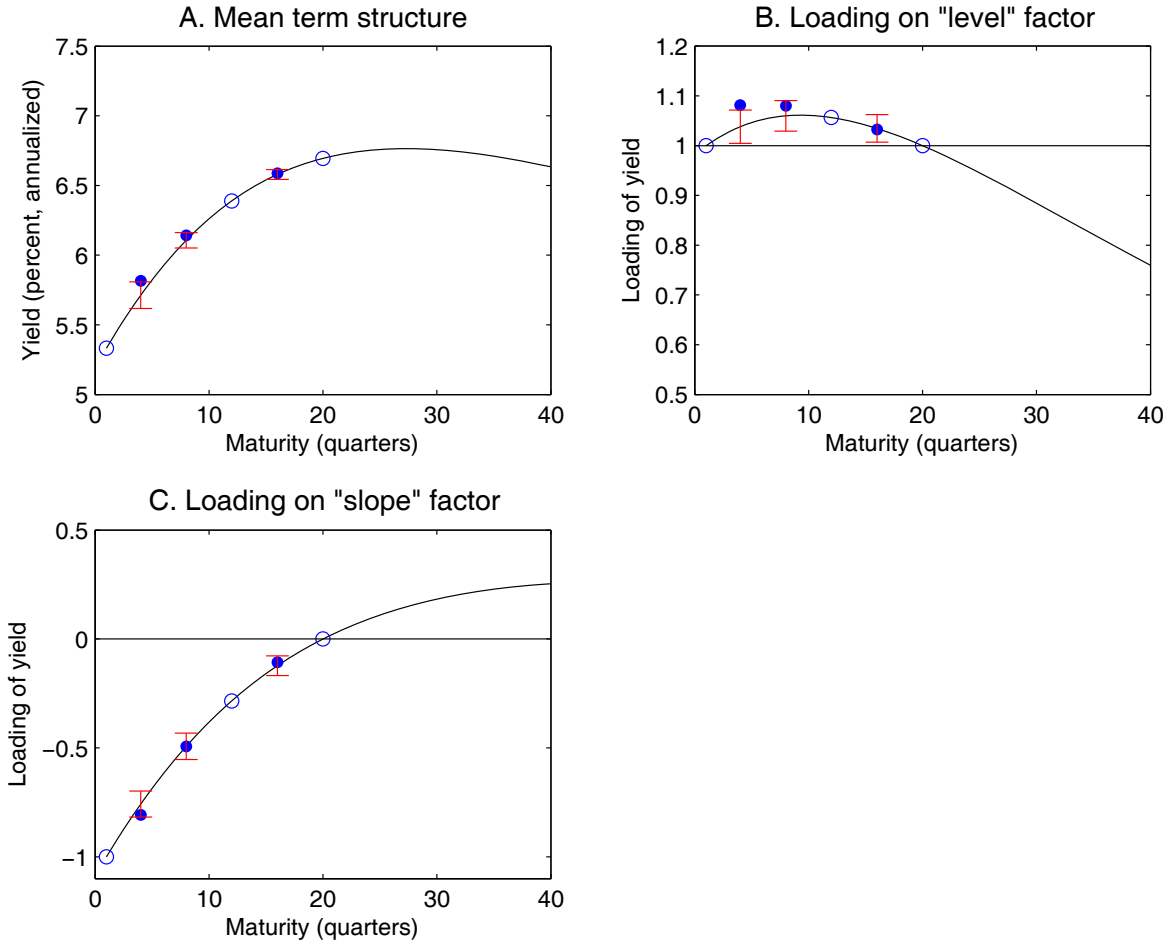 A. Mean term structure
7.5
7
6.5
6
5.5
5
Yield (percent, annualized)
0 10 20 30 40
Maturity (quarters)
B. Loading on "level" factor
1.2
1.1
1
0.9
0.8
0.7
0.6
0.5
Loading of yield
0 10 20 30 40
Maturity (quarters)
C. Loading on "slope" factor
0.5
0
−0.5
−1
Loading of yield
0 10 20 30 40
Maturity (quarters)